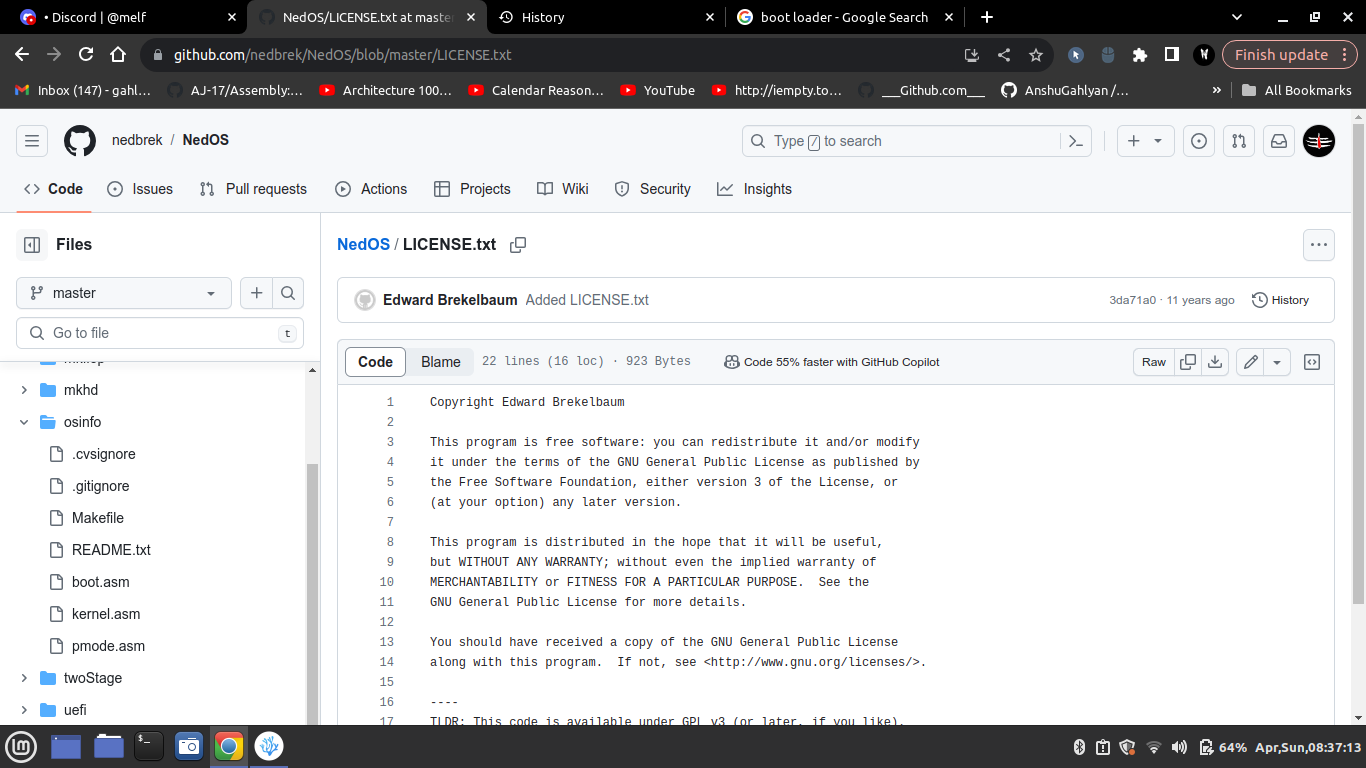 • Discord | @melf
NedOS/LICENSE.txt at master
History
boot loader - Google Search
github.com/nedbrek/NedOS/blob/master/LICENSE.txt
Finish update
Inbox (147) - gahl…
AJ-17/Assembly:…
Architecture 100…
Calendar Reason…
YouTube
http://iempty.to…
___Github.com___
AnshuGahlyan /…
»
All Bookmarks
nedbrek / NedOS
Type / to search
Code
Issues
Pull requests
Actions
Projects
Wiki
Security
Insights
Files
NedOS / LICENSE.txt
master
Edward Brekelbaum Added LICENSE.txt
3da71a0 · 11 years ago
History
Go to file
t
Code
Blame
22 lines (16 loc) · 923 Bytes
Code 55% faster with GitHub Copilot
Raw
mkhd
osinfo
.cvsignore
.gitignore
Makefile
README.txt
boot.asm
kernel.asm
pmode.asm
twoStage
uefi
1 Copyright Edward Brekelbaum
2
3 This program is free software: you can redistribute it and/or modify
4 it under the terms of the GNU General Public License as published by
5 the Free Software Foundation, either version 3 of the License, or
6 (at your option) any later version.
7
8 This program is distributed in the hope that it will be useful,
9 but WITHOUT ANY WARRANTY; without even the implied warranty of
10 MERCHANTABILITY or FITNESS FOR A PARTICULAR PURPOSE.  See the
11 GNU General Public License for more details.
12
13 You should have received a copy of the GNU General Public License
14 along with this program.  If not, see <http://www.gnu.org/licenses/>.
15
16 ----
17 TLDR: This code is available under GPL v3 (or later, if you like).
64%
Apr,Sun,08:37:13